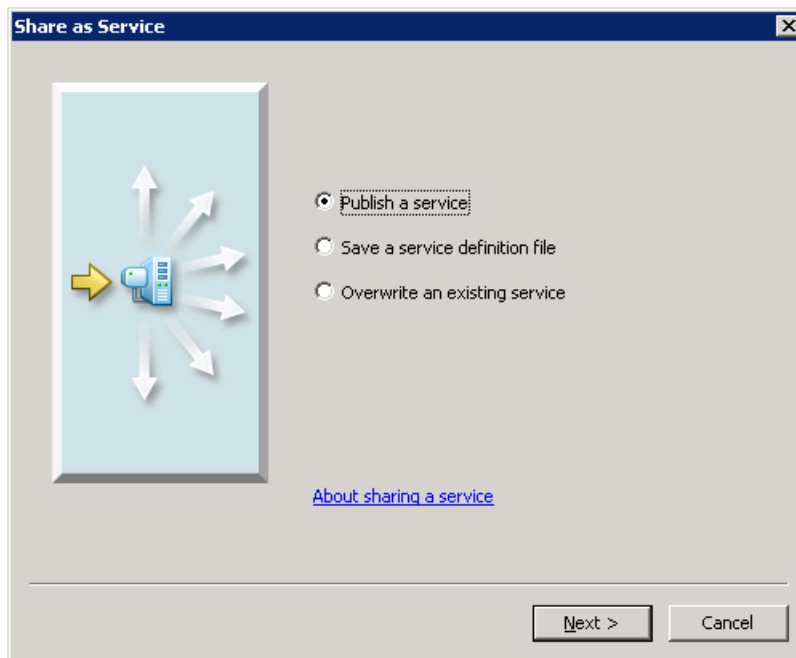 Share as Service
Publish a service
Save a service definition file
Overwrite an existing service
About sharing a service
Next >
Cancel